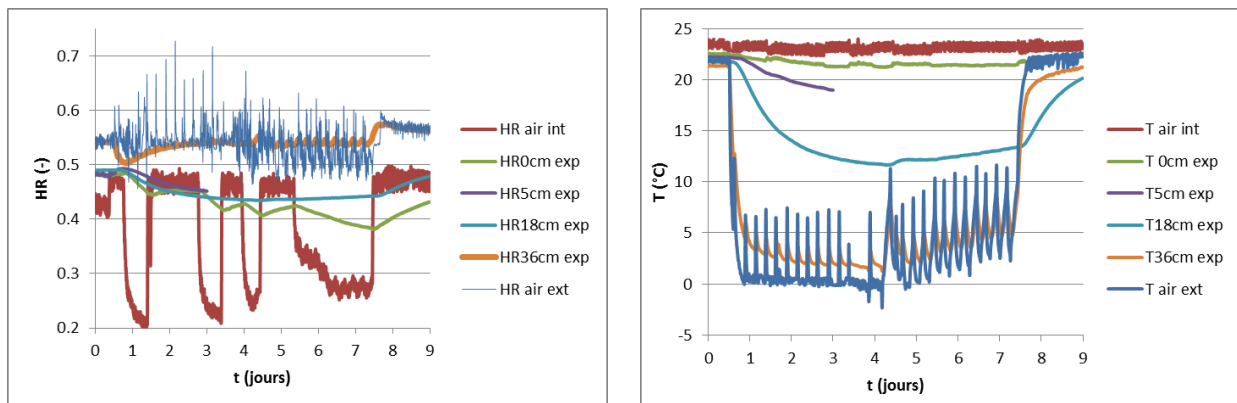 HR (-)
0.7
0.6
0.5
0.4
0.3
0.2
0 1 2 3 4 5 6 7 8 9
t (jours)
HR air int
HR0cm exp
HR5cm exp
HR18cm exp
HR36cm exp
HR air ext
T (°C)
25
20
15
10
5
0
-5
0 1 2 3 4 5 6 7 8 9
t (jours)
T air int
T 0cm exp
T5cm exp
T18cm exp
T36cm exp
T air ext